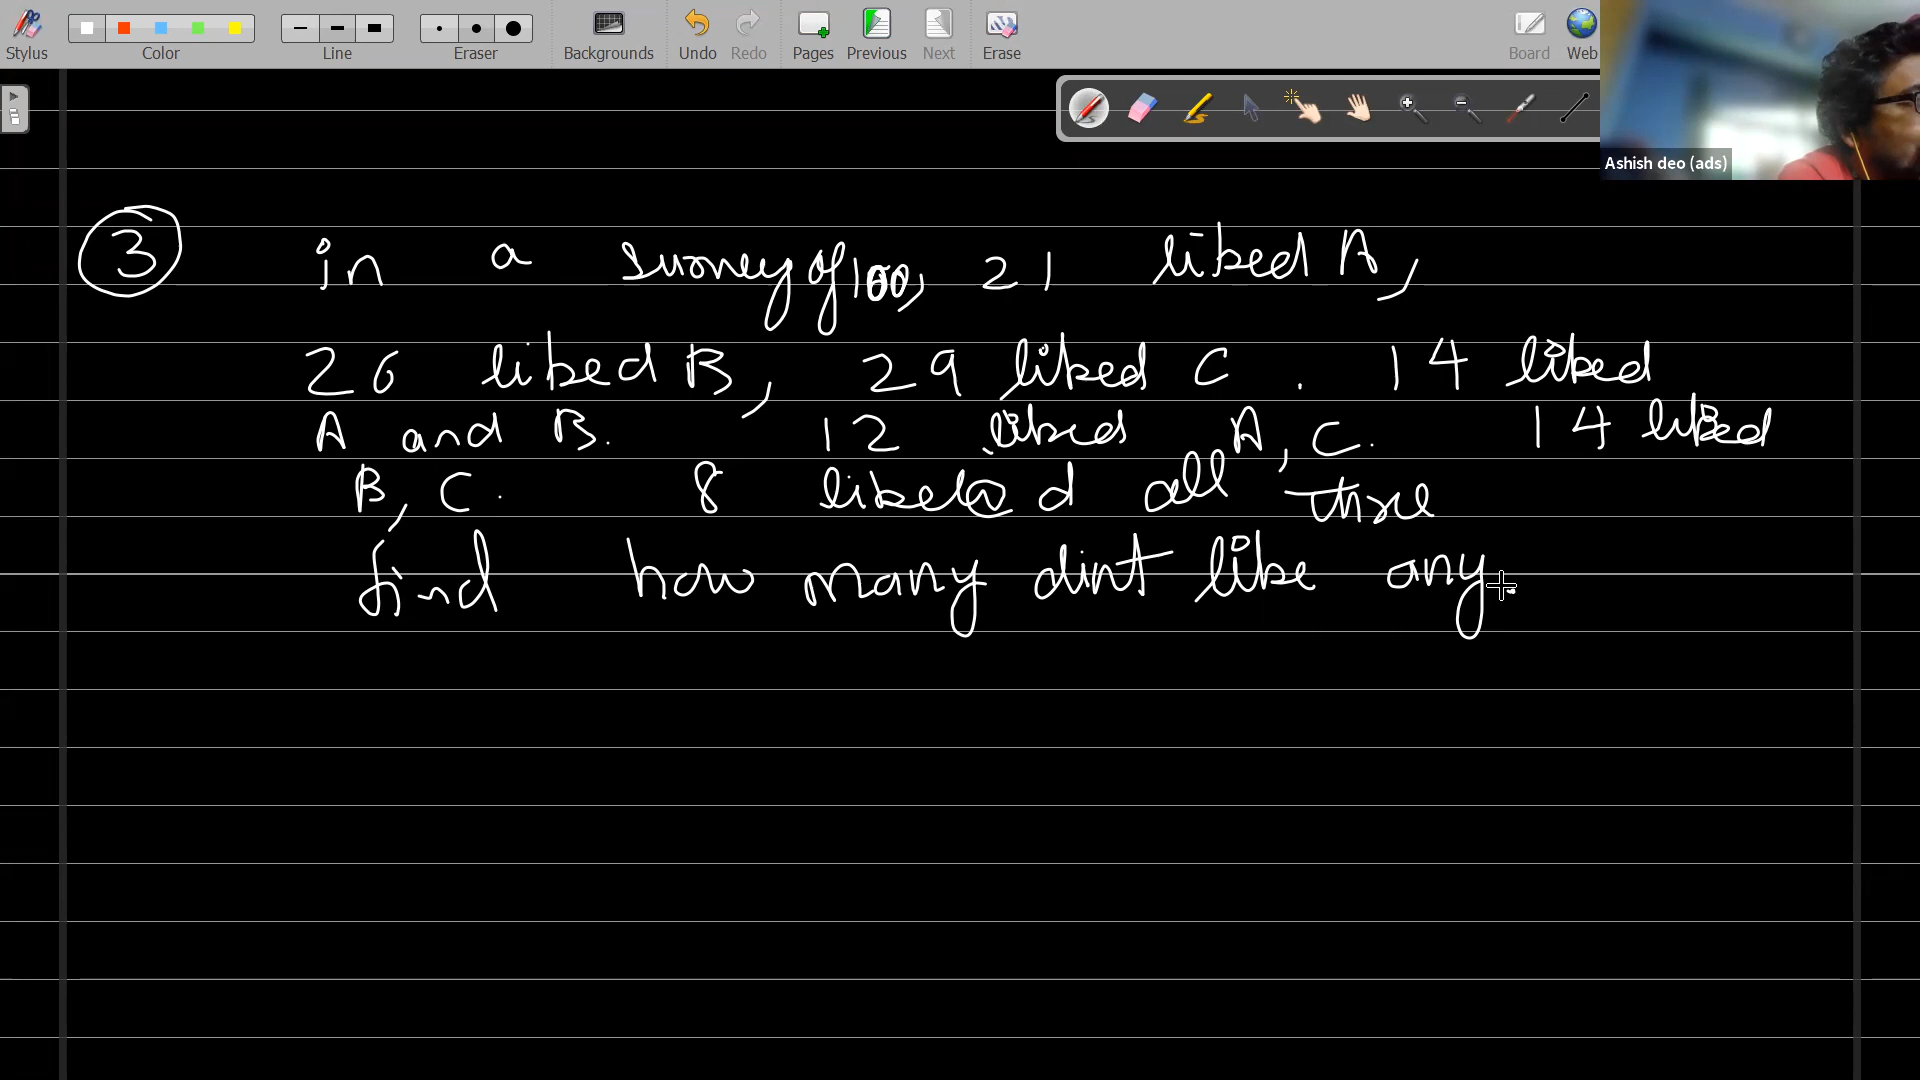 Stylus Color Line Eraser Backgrounds Undo Redo Pages Previous Next Erase Board Web
Ashish deo (ads)
3 in a survey of 100, 21 liked A,
26 liked B, 29 liked C. 14 liked
A and B. 12 liked A, C. 14 liked
B, C. 8 liked all three
find how many dint like any